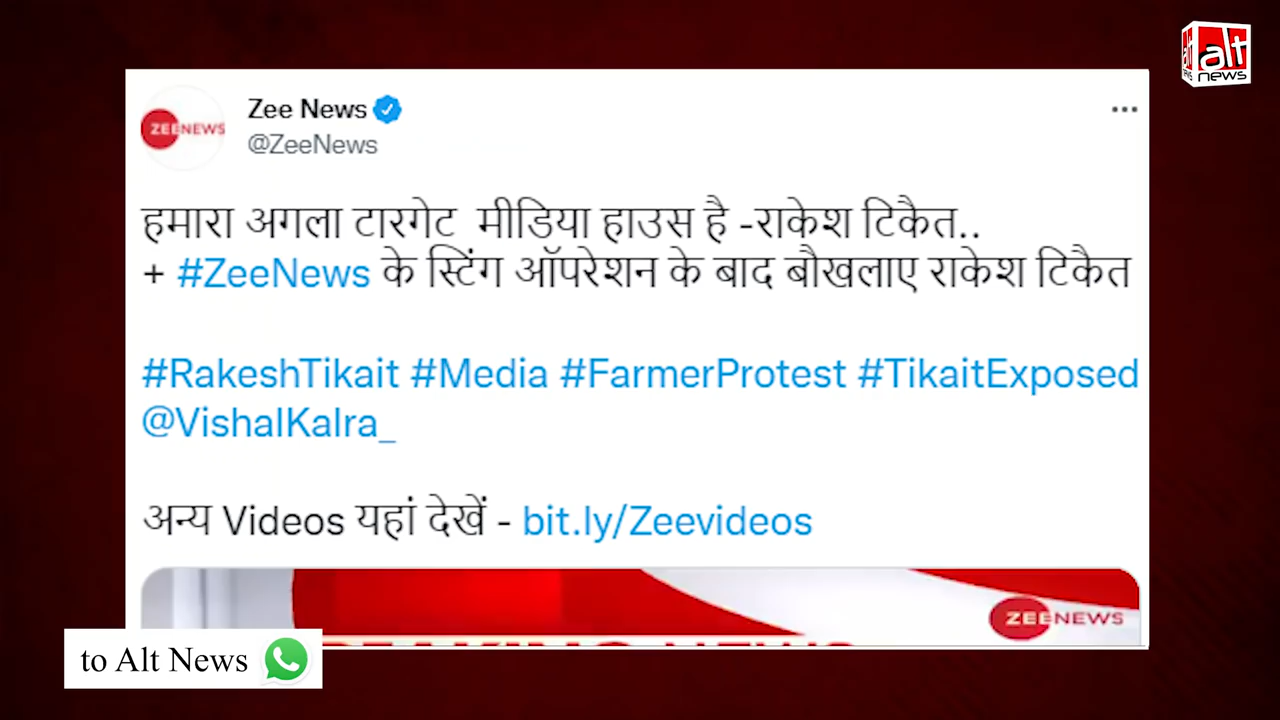 alt
news
Zee News
@ZeeNews
ZEENEWS
हमारा अगला टारगेट मीडिया हाउस है -राकेश टिकैत..
+ #ZeeNews के स्टिंग ऑपरेशन के बाद बौखलाए राकेश टिकैत
#RakeshTikait #Media #FarmerProtest #TikaitExposed
@VishalKalra_
अन्य Videos यहां देखें - bit.ly/Zeevideos
ZEENEWS
to Alt News